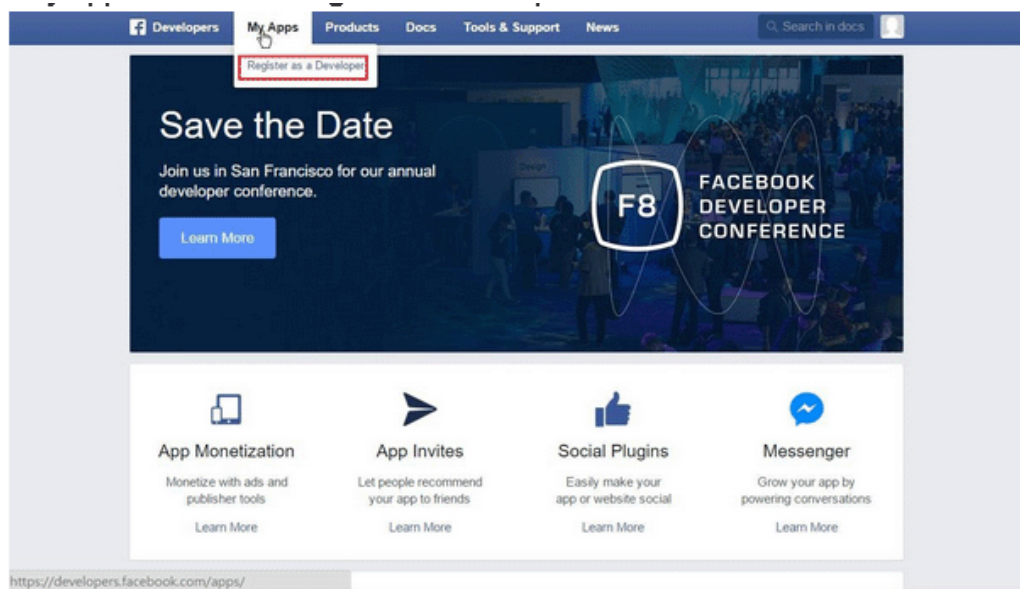 Developers My Apps Products Docs Tools & Support News Search in docs
Register as a Developer
Save the Date
Join us in San Francisco for our annual
developer conference.
Learn More
Design
F8
FACEBOOK
DEVELOPER
CONFERENCE
App Monetization
Monetize with ads and
publisher tools
Learn More
App Invites
Let people recommend
your app to friends
Learn More
Social Plugins
Easily make your
app or website social
Learn More
Messenger
Grow your app by
powering conversations
Learn More
https://developers.facebook.com/apps/